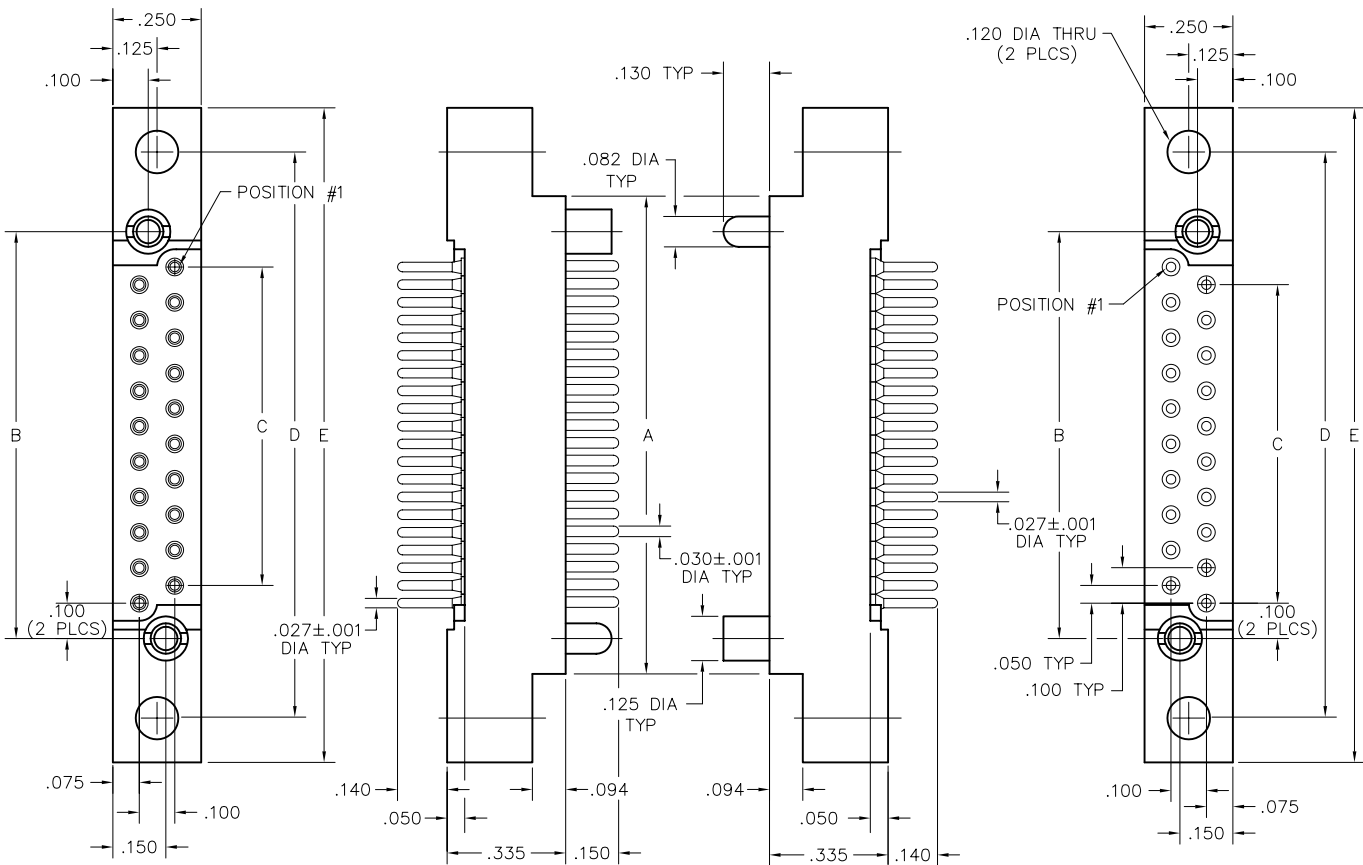 .250
.125
.100
POSITION #1
B
C
D
E
.100
(2 PLCS)
.075
.100
.150
.027±.001
DIA TYP
.140
.050
.335
.094
.150
A
.030±.001
DIA TYP
.130 TYP
.082 DIA
TYP
.125 DIA
TYP
.094
.335
.050
.140
.027±.001
DIA TYP
.120 DIA THRU
(2 PLCS)
.250
.125
.100
POSITION #1
B
C
D
E
.100
(2 PLCS)
.050 TYP
.100 TYP
.100
.075
.150